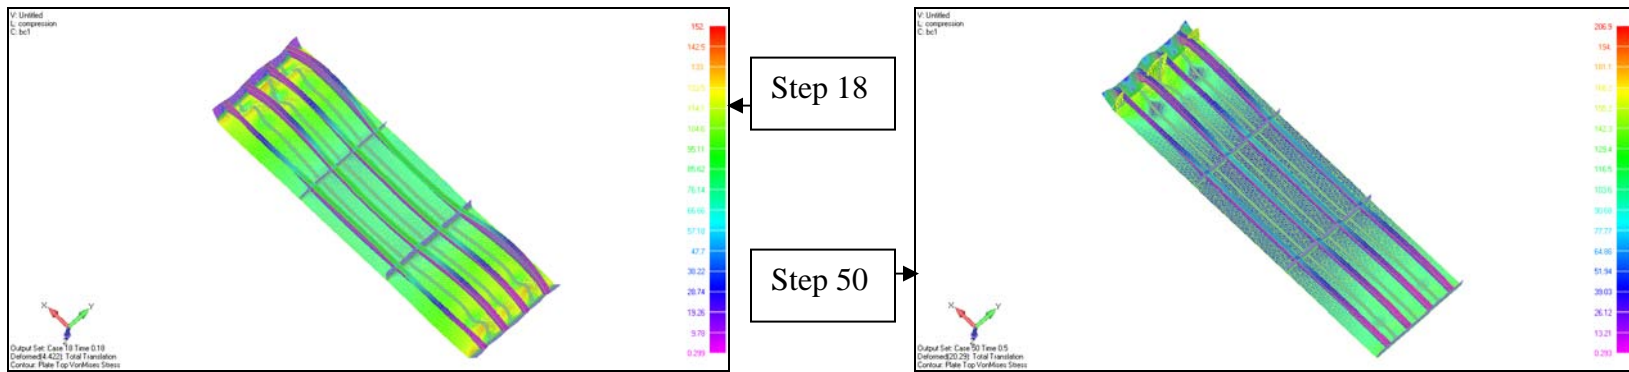 V: Untitled
L: compression
C: bc1
152.
142.5
133.
104.6
95.11
85.62
76.14
66.66
57.18
47.7
38.22
28.74
19.26
9.78
0.299
X
Y
Z
Output Set: Case 18 Time 0.18
Deformed(4.422): Total Translation
Contour: Plate Top VonMises Stress
Step 18
Step 50
V: Untitled
L: compression
C: bc1
206.9
194.
181.1
142.3
129.4
116.5
103.6
90.68
77.77
64.86
51.94
39.03
26.12
13.21
0.293
X
Y
Z
Output Set: Case 50 Time 0.5
Deformed(20.29): Total Translation
Contour: Plate Top VonMises Stress